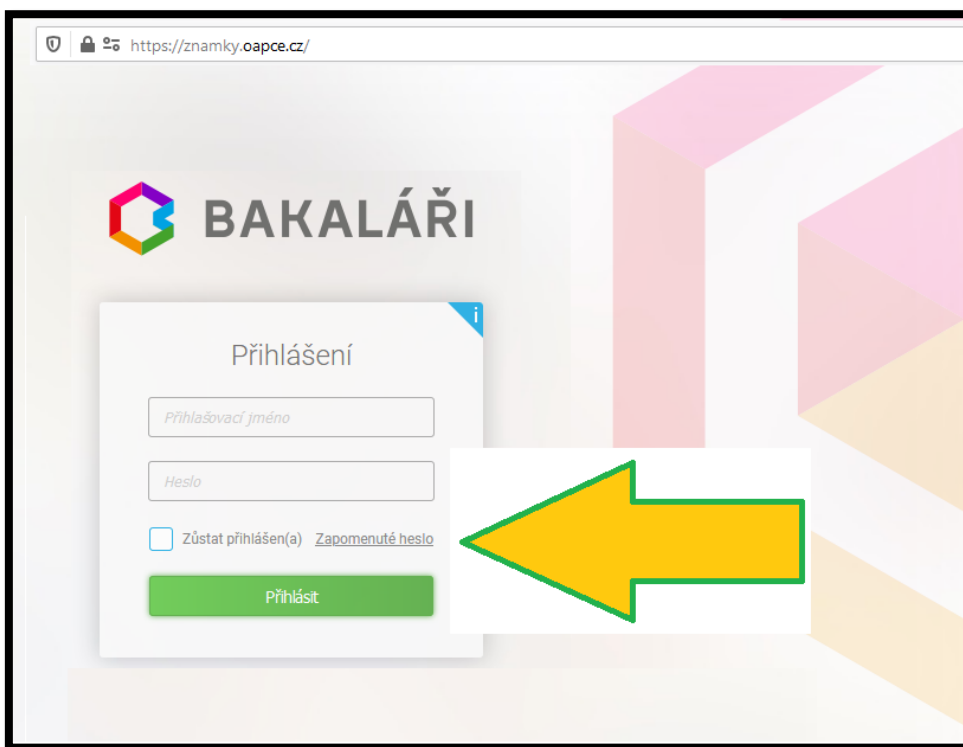 https://znamky.oapce.cz/
BAKALÁŘI
i
Přihlášení
Přihlašovací jméno
Heslo
Zůstat přihlášen(a) Zapomenuté heslo
Přihlásit